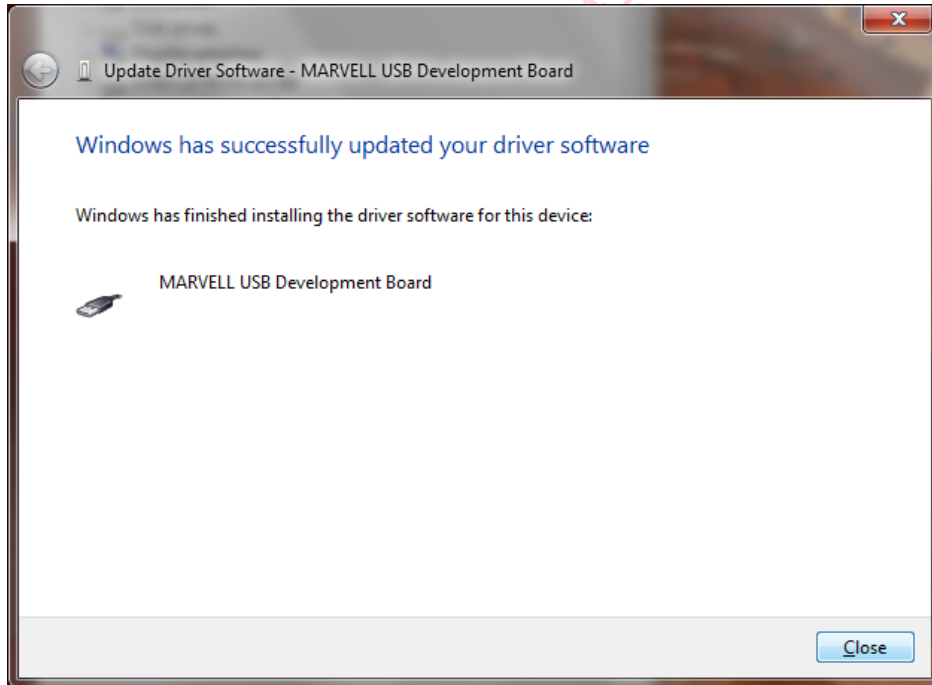 Update Driver Software - MARVELL USB Development Board
Windows has successfully updated your driver software
Windows has finished installing the driver software for this device:
MARVELL USB Development Board
Close